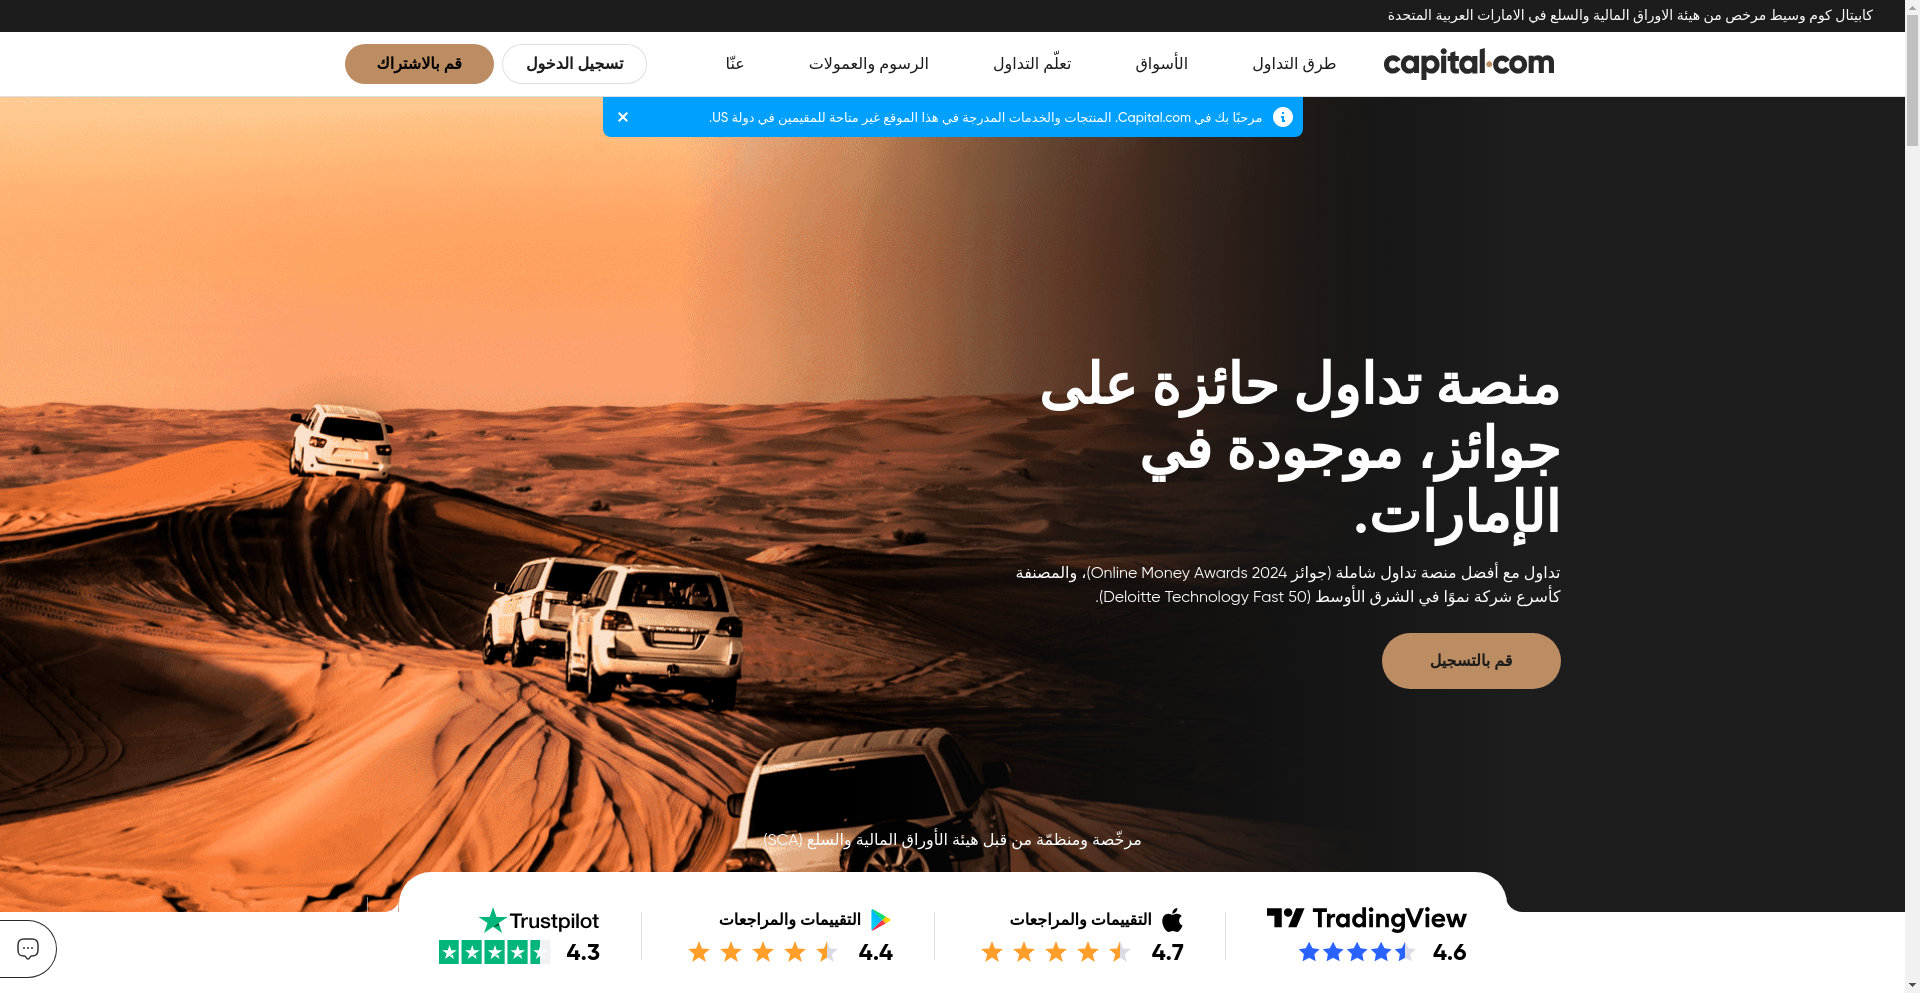 كابيتال كوم وسيط مرخص من هيئة الاوراق المالية والسلع في الامارات العربية المتحدة
capital.com
طرق التداول
الأسواق
تعلّم التداول
الرسوم والعمولات
عنّا
تسجيل الدخول
قم بالاشتراك
مرحبًا بك في Capital.com. المنتجات والخدمات المدرجة في هذا الموقع غير متاحة للمقيمين في دولة US.
منصة تداول حائزة على
جوائز، موجودة في
الإمارات.
تداول مع أفضل منصة تداول شاملة (جوائز Online Money Awards 2024)، والمصنفة
كأسرع شركة نموًا في الشرق الأوسط (Deloitte Technology Fast 50).
قم بالتسجيل
مرخّصة ومنظمّة من قبل هيئة الأوراق المالية والسلع (SCA)
TradingView
4.6
التقييمات والمراجعات
4.7
التقييمات والمراجعات
4.4
Trustpilot
4.3